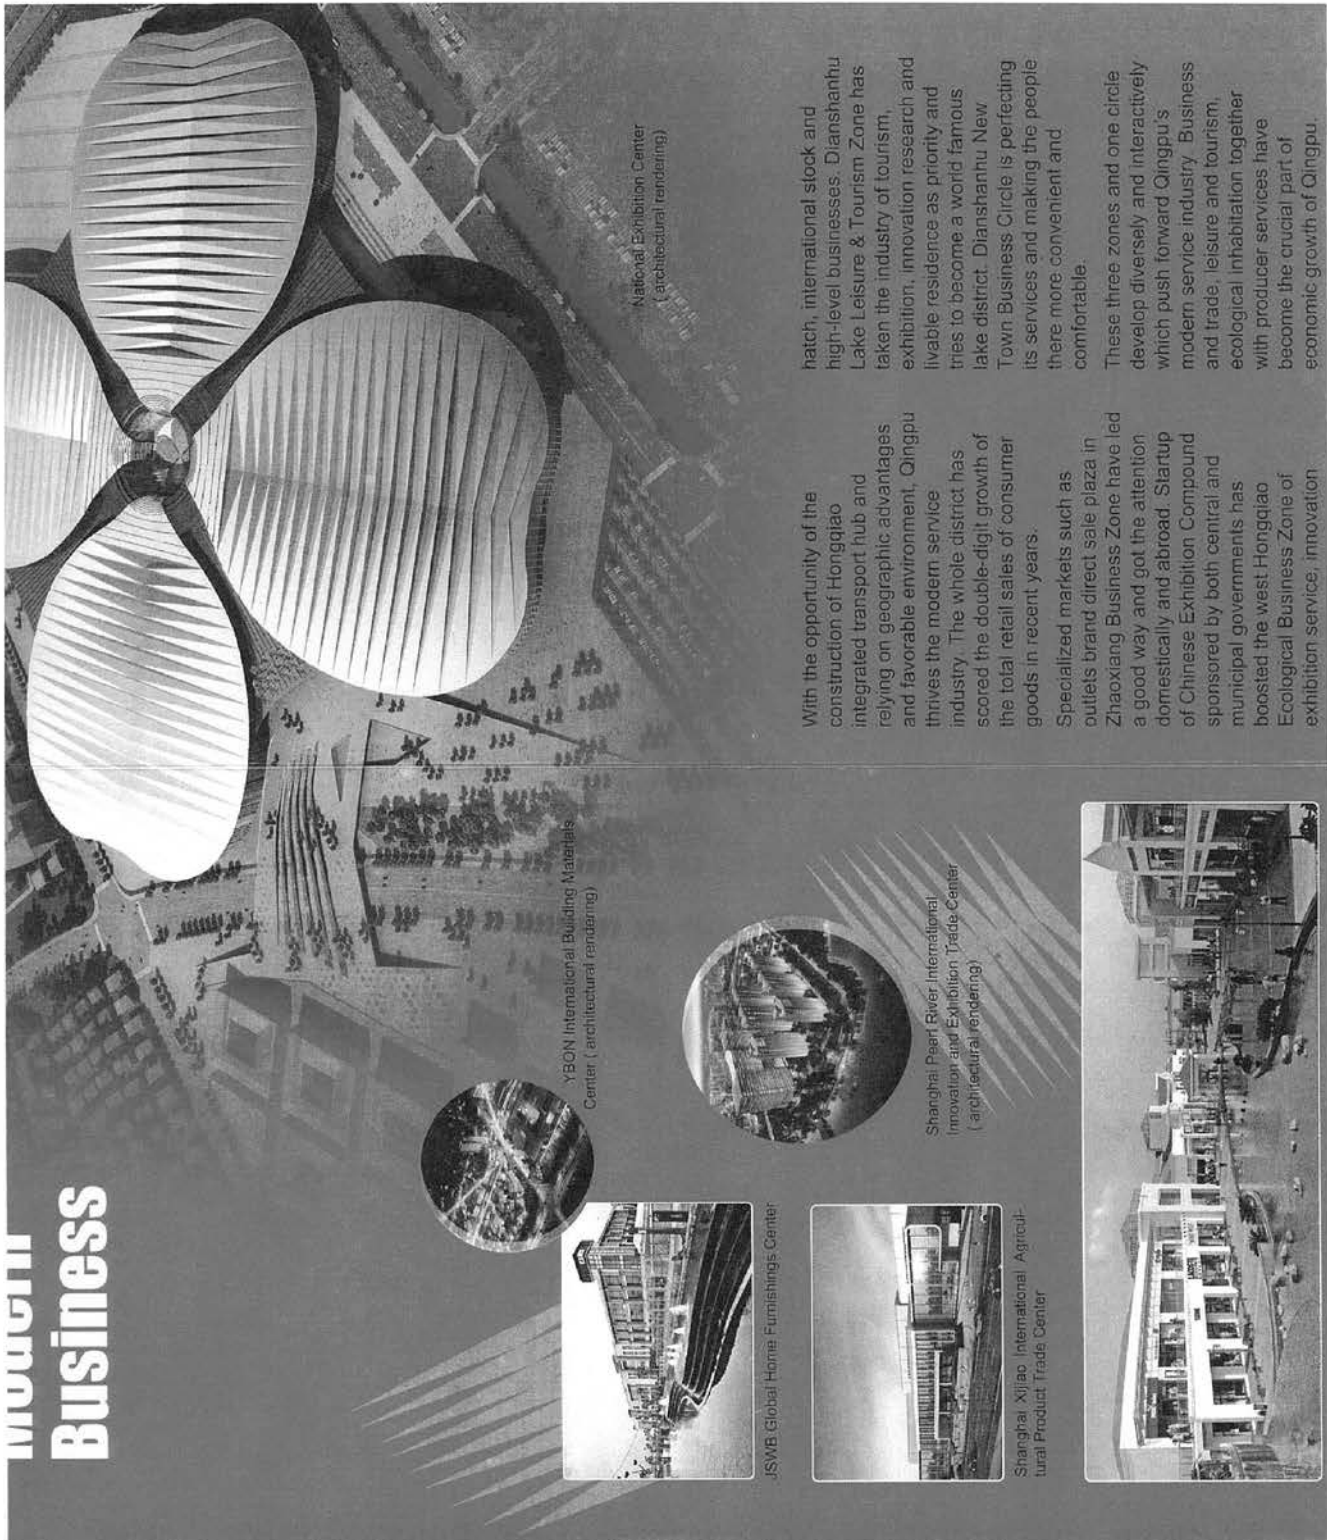 Modern
Business
National Exhibition Center
( architectural rendering)
YBON International Building Materials
Center ( architectural rendering)
Shanghai Pearl River International
Innovation and Exhibition Trade Center
( architectural rendering)
JSWB Global Home Furnishings Center
Shanghai Xijiao International Agricul-
tural Product Trade Center
With the opportunity of the
construction of Hongqiao
integrated transport hub and
relying on geographic advantages
and favorable environment, Qingpu
thrives the modern service
industry. The whole district has
scored the double-digit growth of
the total retail sales of consumer
goods in recent years.
Specialized markets such as
outlets brand direct sale plaza in
Zhaoxiang Business Zone have led
a good way and got the attention
domestically and abroad. Startup
of Chinese Exhibition Compound
sponsored by both central and
municipal governments has
boosted the west Hongqiao
Ecological Business Zone of
exhibition service, innovation
hatch, international stock and
high-level businesses. Dianshanhu
Lake Leisure & Tourism Zone has
taken the industry of tourism,
exhibition, innovation research and
livable residence as priority and
tries to become a world famous
lake district. Dianshanhu New
Town Business Circle is perfecting
its services and making the people
there more convenient and
comfortable.
These three zones and one circle
develop diversely and interactively
which push forward Qingpu's
modern service industry. Business
and trade, leisure and tourism,
ecological inhabitation together
with producer services have
become the crucial part of
economic growth of Qingpu.